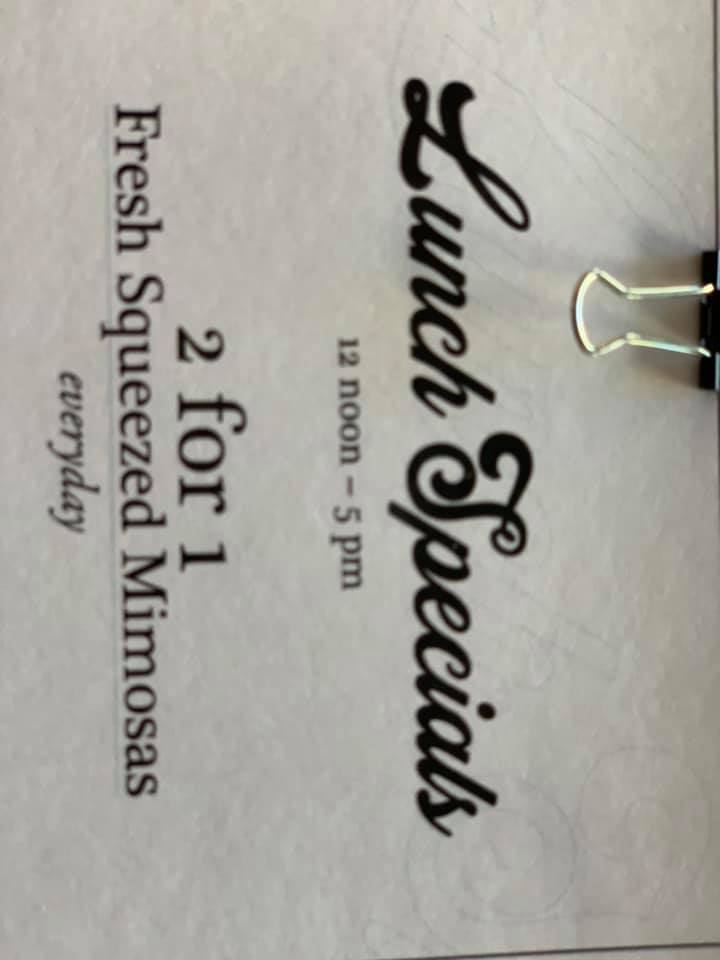 Lunch Specials
12 noon – 5 pm
2 for 1
Fresh Squeezed Mimosas
everyday